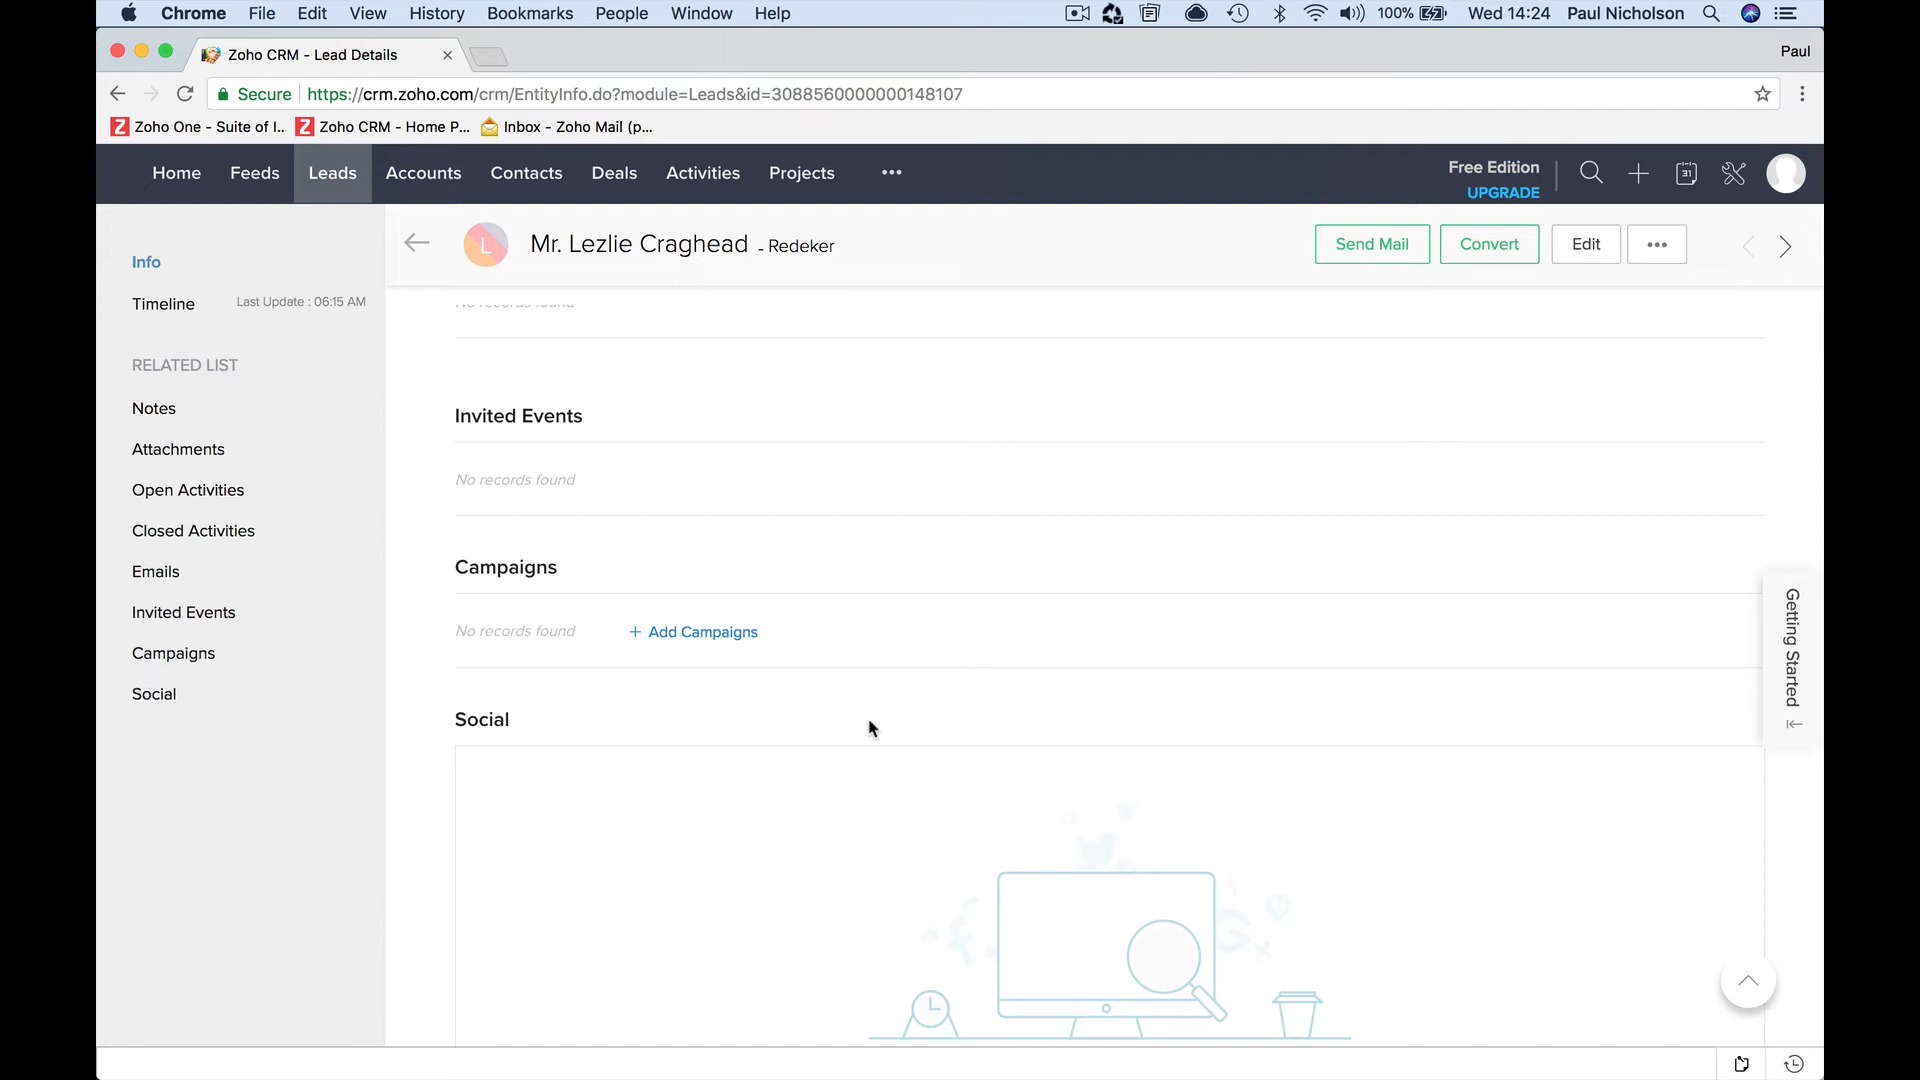 Chrome File Edit View History Bookmarks People Window Help 100% Wed 14:24 Paul Nicholson
Zoho CRM - Lead Details Paul
Secure https://crm.zoho.com/crm/EntityInfo.do?module=Leads&id=3088560000000148107
Zoho One - Suite of I... Zoho CRM - Home P... Inbox - Zoho Mail (p...
Home Feeds Leads Accounts Contacts Deals Activities Projects ••• Free Edition
UPGRADE
31
L Mr. Lezlie Craghead - Redeker Send Mail Convert Edit •••
Info
Timeline Last Update : 06:15 AM
RELATED LIST
Notes
Attachments
Open Activities
Closed Activities
Emails
Invited Events
Campaigns
Social
No records found
Invited Events
No records found
Campaigns
No records found + Add Campaigns
Social
Getting Started